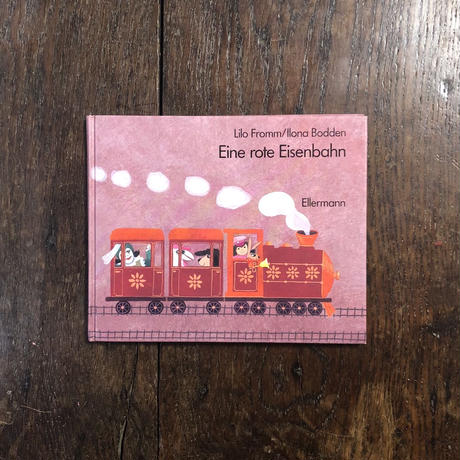 Lilo Fromm/Ilona Bodden
Eine rote Eisenbahn
Ellermann